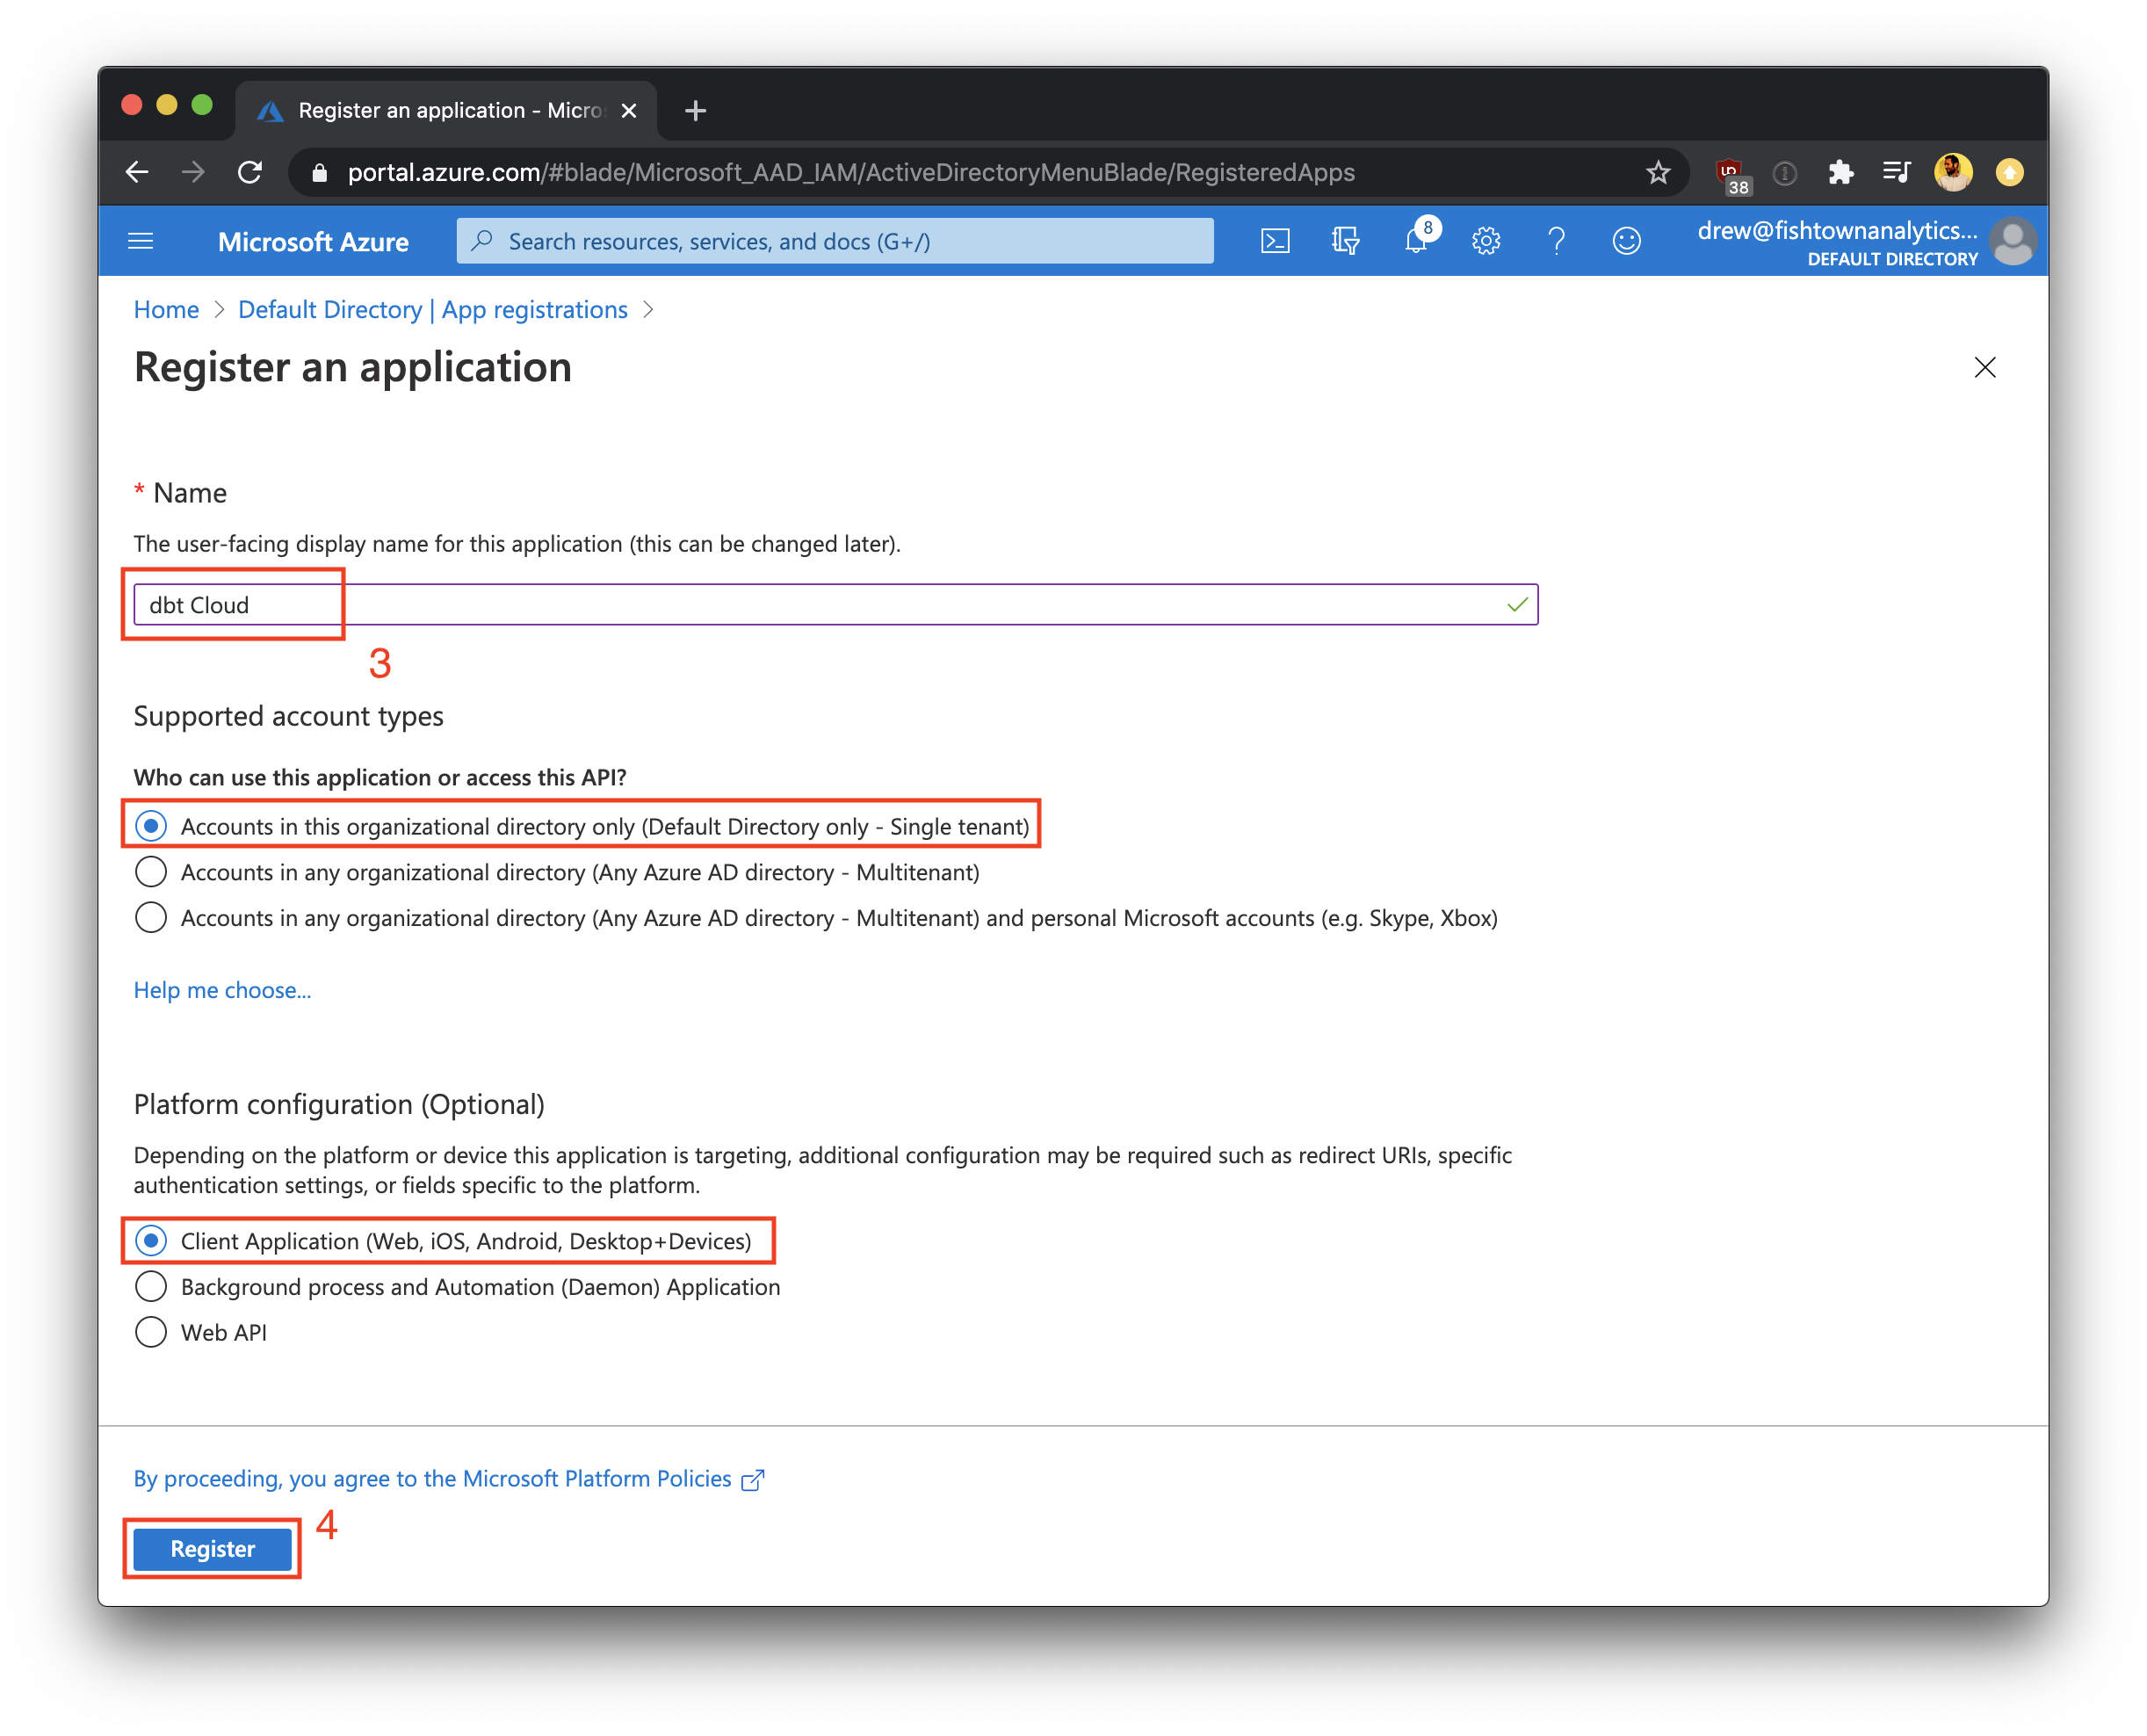 Register an application - Micro
portal.azure.com/#blade/Microsoft_AAD_IAM/ActiveDirectoryMenuBlade/RegisteredApps
38
Microsoft Azure
Search resources, services, and docs (G+/)
8
drew@fishtownanalytics...
DEFAULT DIRECTORY
Home > Default Directory | App registrations >
Register an application
* Name
The user-facing display name for this application (this can be changed later).
dbt Cloud
3
Supported account types
Who can use this application or access this API?
Accounts in this organizational directory only (Default Directory only - Single tenant)
Accounts in any organizational directory (Any Azure AD directory - Multitenant)
Accounts in any organizational directory (Any Azure AD directory - Multitenant) and personal Microsoft accounts (e.g. Skype, Xbox)
Help me choose...
Platform configuration (Optional)
Depending on the platform or device this application is targeting, additional configuration may be required such as redirect URIs, specific
authentication settings, or fields specific to the platform.
Client Application (Web, iOS, Android, Desktop+Devices)
Background process and Automation (Daemon) Application
Web API
By proceeding, you agree to the Microsoft Platform Policies
4
Register